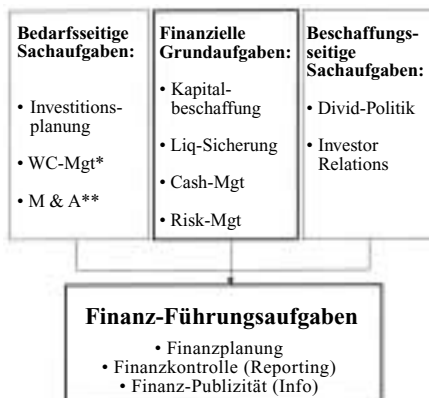 Bedarfsseitige
Sachaufgaben:
• Investitions-
planung
• WC-Mgt*
• M & A**
Finanzielle
Grundaufgaben:
• Kapital-
beschaffung
• Liq-Sicherung
• Cash-Mgt
• Risk-Mgt
Beschaffungs-
seitige
Sachaufgaben:
• Divid-Politik
• Investor
Relations
Finanz-Führungsaufgaben
• Finanzplanung
• Finanzkontrolle (Reporting)
• Finanz-Publizität (Info)